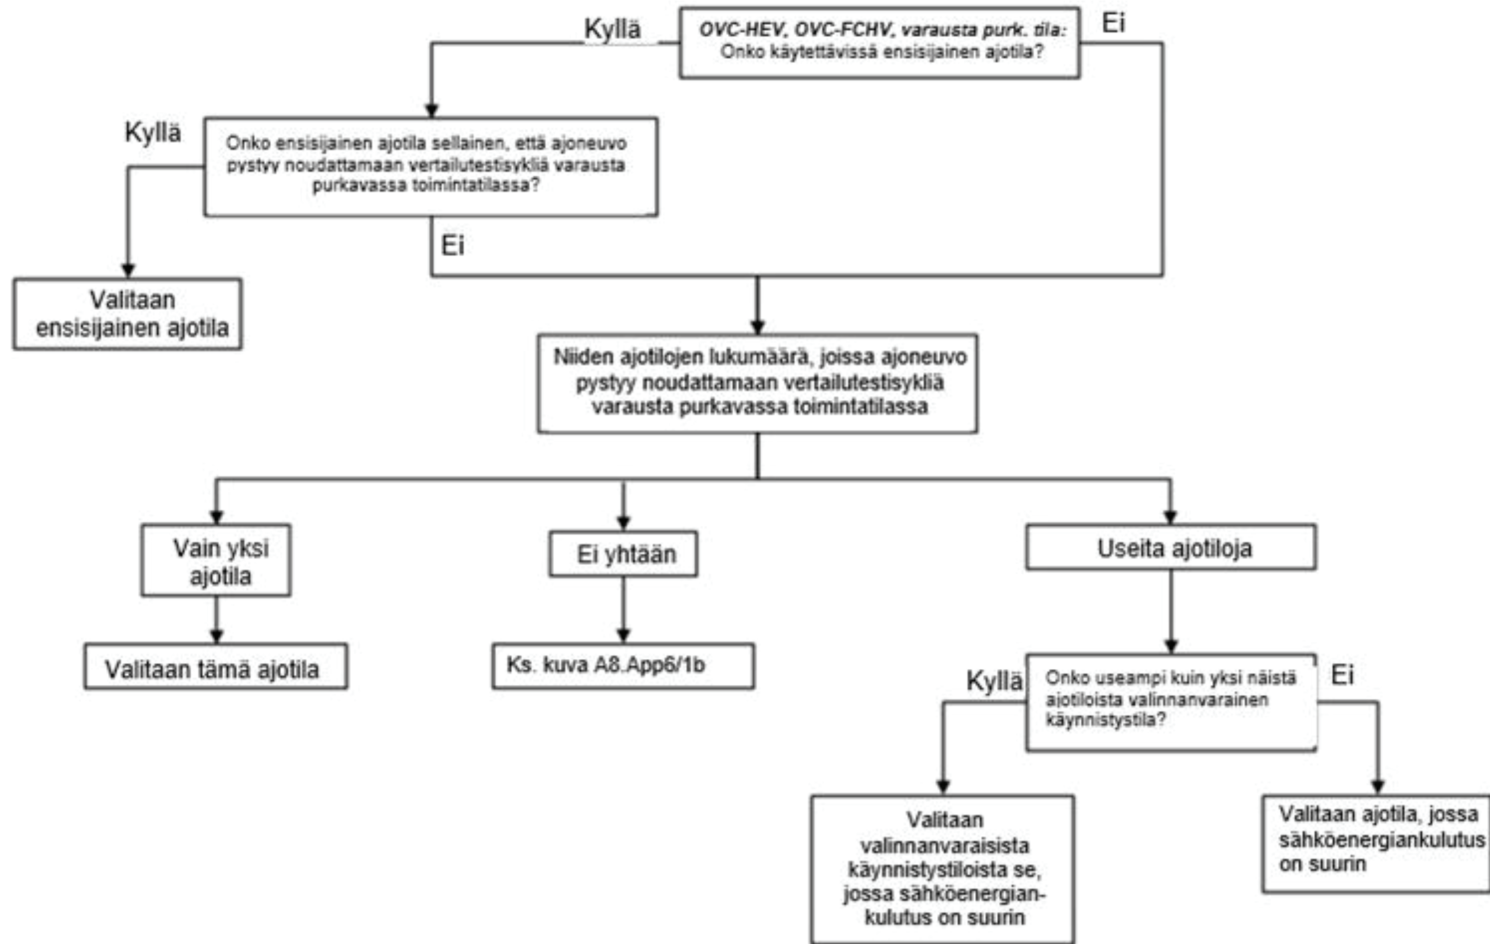 Kyllä
OVC-HEV, OVC-FCHV, varausta purk. tila:
Onko käytettävissä ensisijainen ajotila?
Ei
Kyllä
Onko ensisijainen ajotila sellainen, että ajoneuvo
pystyy noudattamaan vertailutestisykliä varausta
purkavassa toimintatilassa?
Ei
Valitaan
ensisijainen ajotila
Niiden ajotilojen lukumäärä, joissa ajoneuvo
pystyy noudattamaan vertailutestisykliä
varausta purkavassa toimintatilassa
Vain yksi
ajotila
Ei yhtään
Useita ajotiloja
Valitaan tämä ajotila
Ks. kuva A8.App6/1b
Kyllä
Onko useampi kuin yksi näistä
ajotiloista valinnanvarainen
käynnistystila?
Ei
Valitaan
valinnanvaraisista
käynnistystiloista se,
jossa sähköenergian-
kulutus on suurin
Valitaan ajotila, jossa
sähköenergiankulutus
on suurin